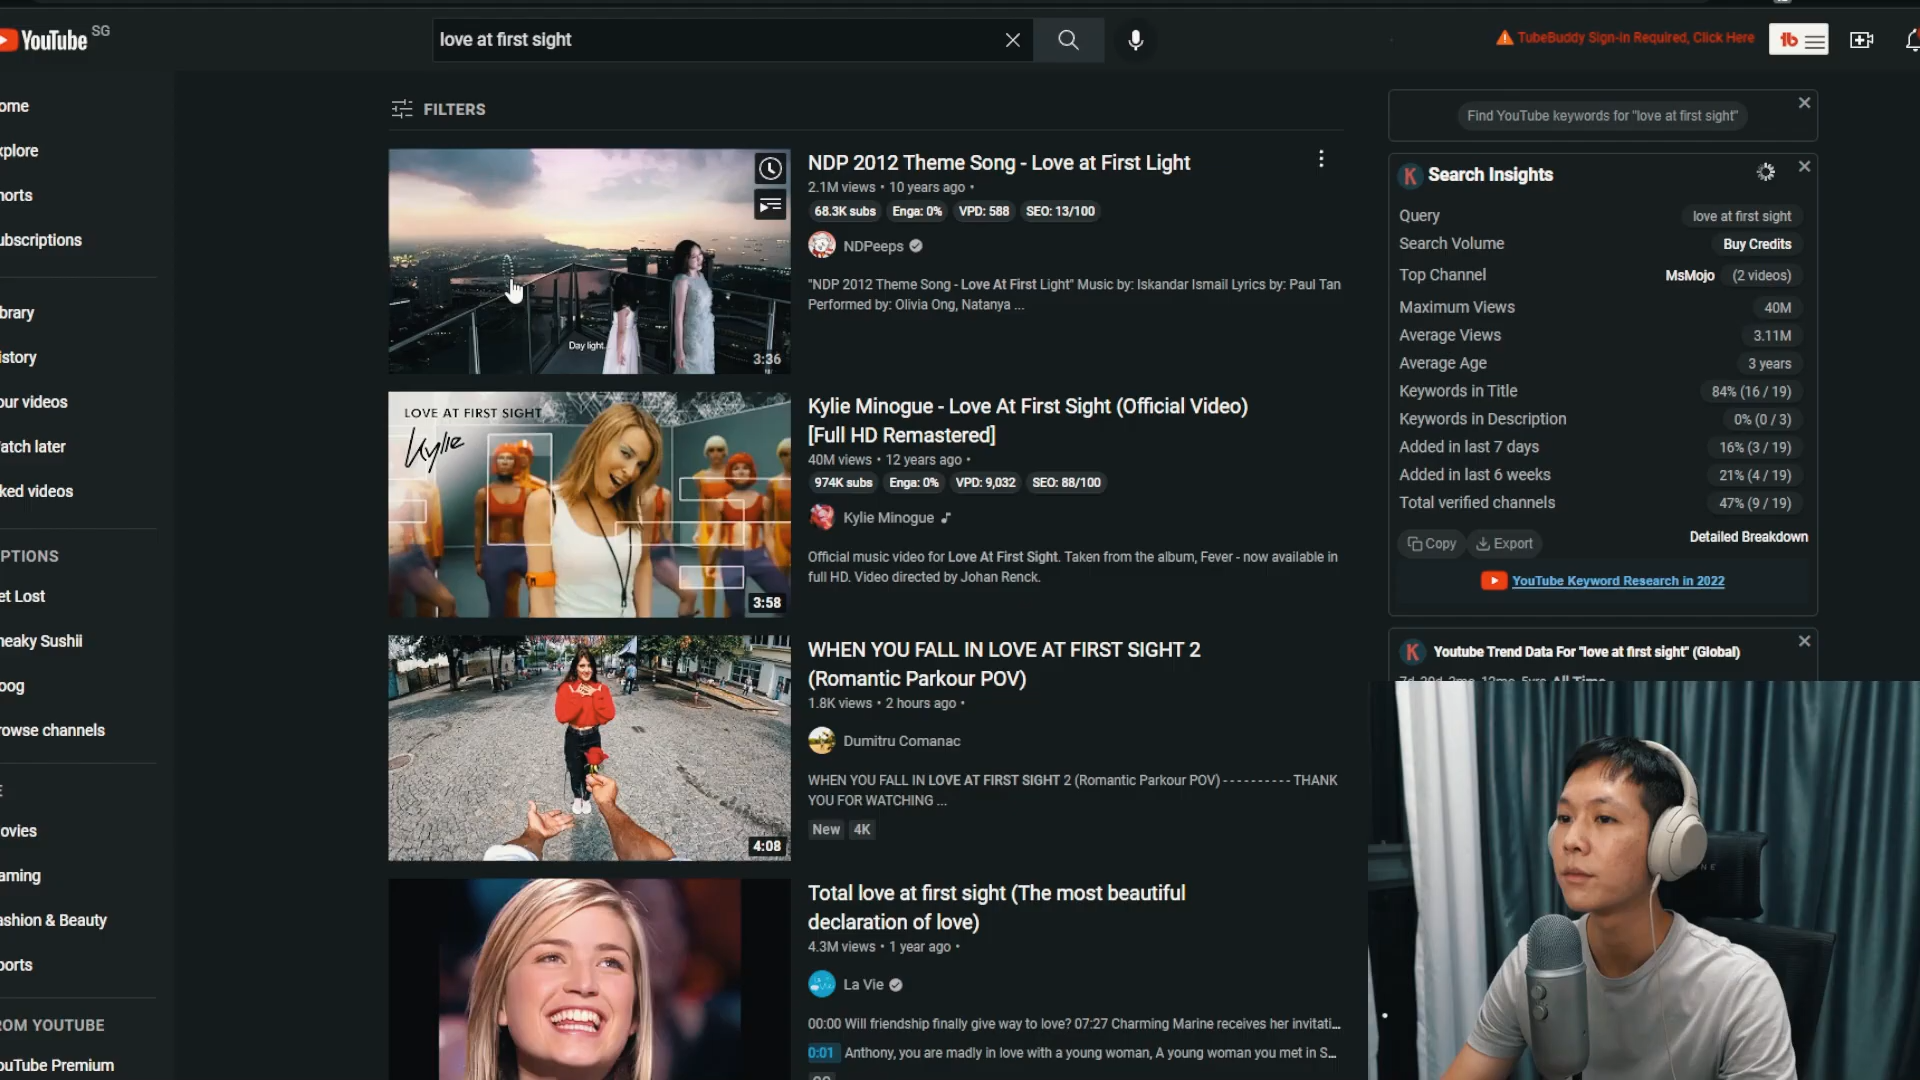 YouTube SG
love at first sight
TubeBuddy Sign-In Required, Click Here
ome
xplore
horts
ubscriptions
brary
istory
our videos
atch later
ked videos
PTIONS
et Lost
neaky Sushii
oog
rowse channels
E
ovies
aming
ashion & Beauty
ports
ROM YOUTUBE
ouTube Premium
FILTERS
Day light
3:36
NDP 2012 Theme Song - Love at First Light
2.1M views • 10 years ago •
68.3K subs Enga: 0% VPD: 588 SEO: 13/100
NDPeeps
"NDP 2012 Theme Song - Love At First Light" Music by: Iskandar Ismail Lyrics by: Paul Tan
Performed by: Olivia Ong, Natanya ...
LOVE AT FIRST SIGHT
Kylie
3:58
Kylie Minogue - Love At First Sight (Official Video)
[Full HD Remastered]
40M views • 12 years ago •
974K subs Enga: 0% VPD: 9,032 SEO: 88/100
Kylie Minogue
Official music video for Love At First Sight. Taken from the album, Fever - now available in
full HD. Video directed by Johan Renck.
4:08
WHEN YOU FALL IN LOVE AT FIRST SIGHT 2
(Romantic Parkour POV)
1.8K views • 2 hours ago •
Dumitru Comanac
WHEN YOU FALL IN LOVE AT FIRST SIGHT 2 (Romantic Parkour POV) - - - - - - - - - - THANK
YOU FOR WATCHING ...
New 4K
Total love at first sight (The most beautiful
declaration of love)
4.3M views • 1 year ago •
La Vie
00:00 Will friendship finally give way to love? 07:27 Charming Marine receives her invitati...
0:01 Anthony, you are madly in love with a young woman, A young woman you met in S...
Find YouTube keywords for "love at first sight"
K Search Insights
Query love at first sight
Search Volume Buy Credits
Top Channel MsMojo (2 videos)
Maximum Views 40M
Average Views 3.11M
Average Age 3 years
Keywords in Title 84% (16 / 19)
Keywords in Description 0% (0 / 3)
Added in last 7 days 16% (3 / 19)
Added in last 6 weeks 21% (4 / 19)
Total verified channels 47% (9 / 19)
Copy Export Detailed Breakdown
YouTube Keyword Research in 2022
K Youtube Trend Data For "love at first sight" (Global)